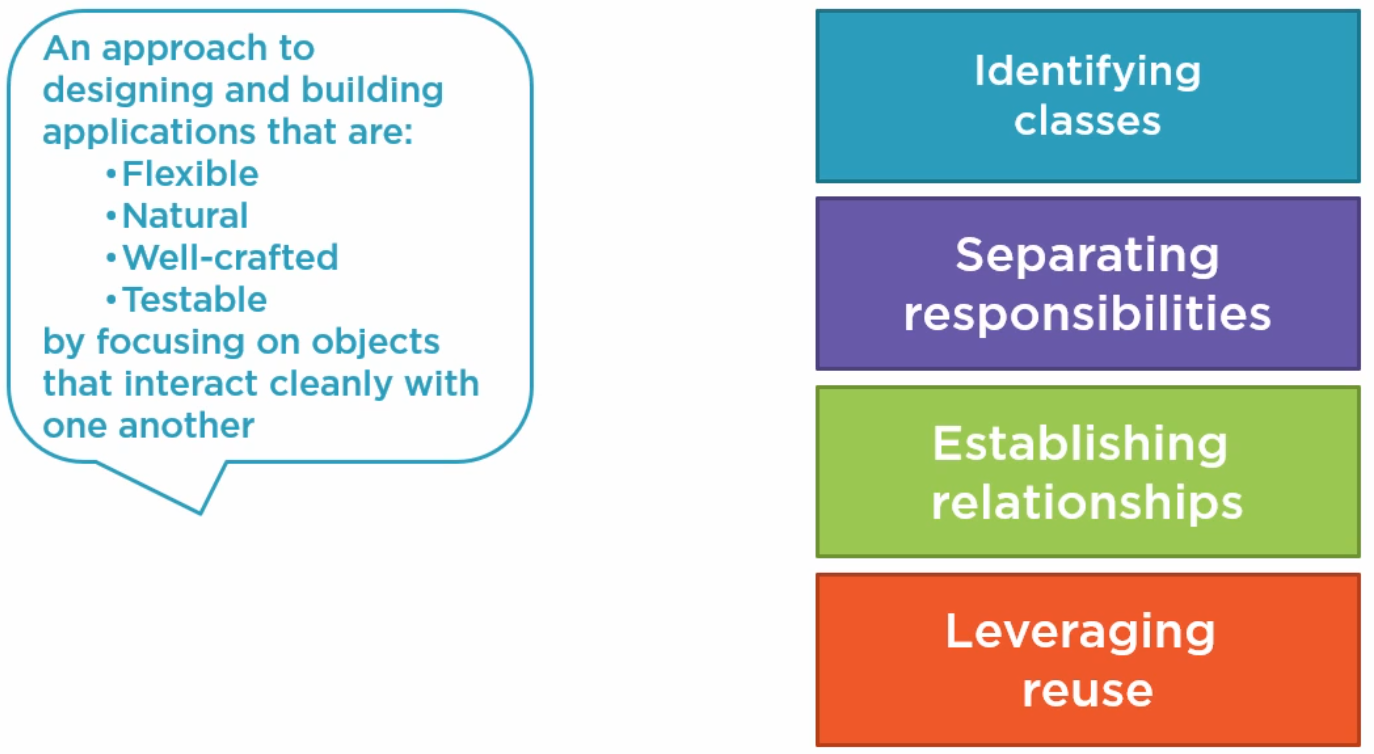 An approach to
designing and building
applications that are:
•Flexible
•Natural
•Well-crafted
•Testable
by focusing on objects
that interact cleanly with
one another
Identifying
classes
Separating
responsibilities
Establishing
relationships
Leveraging
reuse